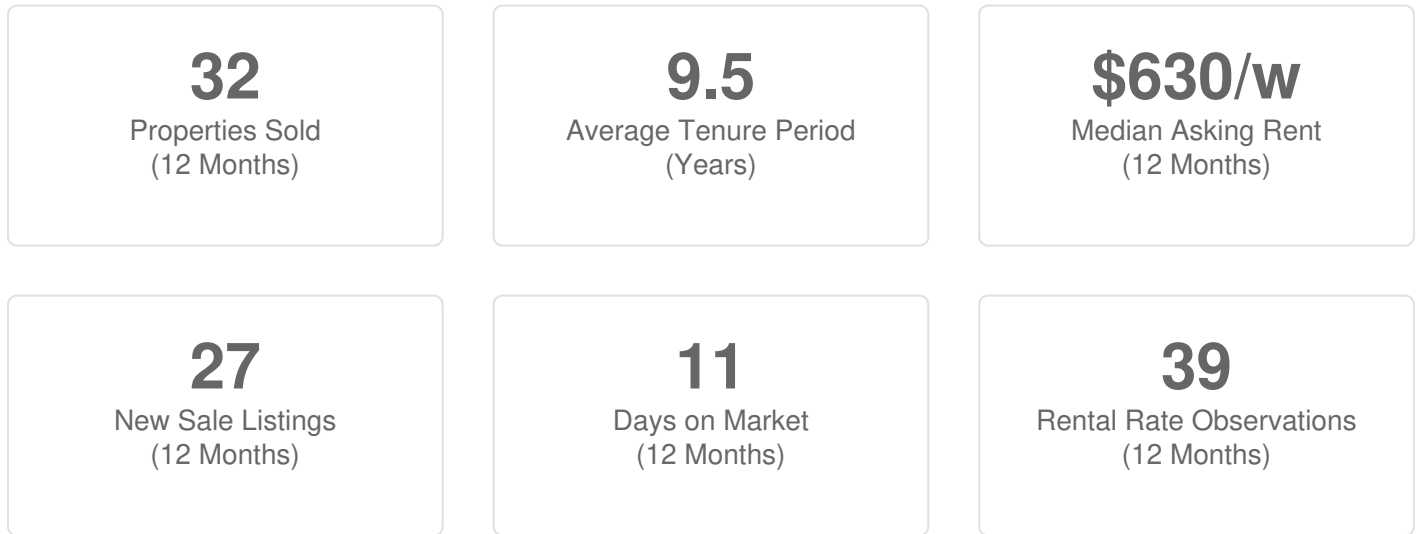 32
Properties Sold
(12 Months)
9.5
Average Tenure Period
(Years)
$630/w
Median Asking Rent
(12 Months)
27
New Sale Listings
(12 Months)
11
Days on Market
(12 Months)
39
Rental Rate Observations
(12 Months)